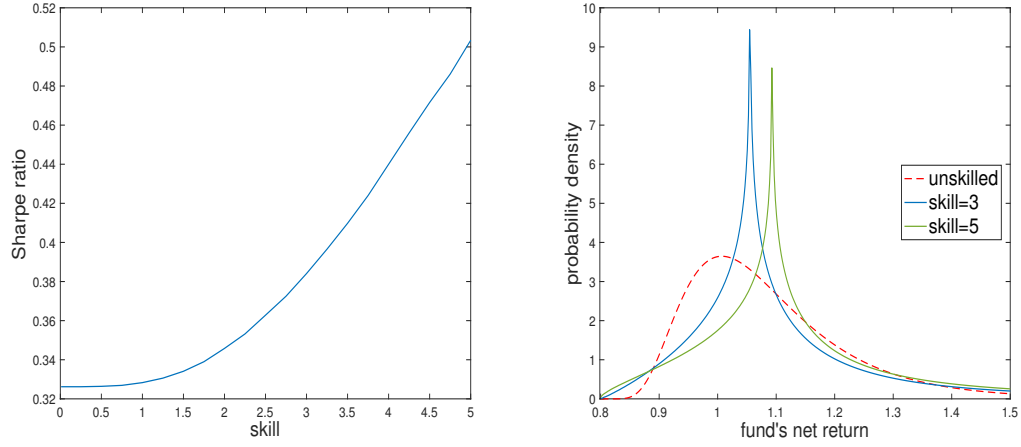 0.52
0.5
0.48
0.46
0.44
0.42
0.4
0.38
0.36
0.34
0.32
0 0.5 1 1.5 2 2.5 3 3.5 4 4.5 5
skill
Sharpe ratio
10
9
8
7
6
5
4
3
2
1
0
0.8 0.9 1 1.1 1.2 1.3 1.4 1.5
fund's net return
probability density
unskilled
skill=3
skill=5